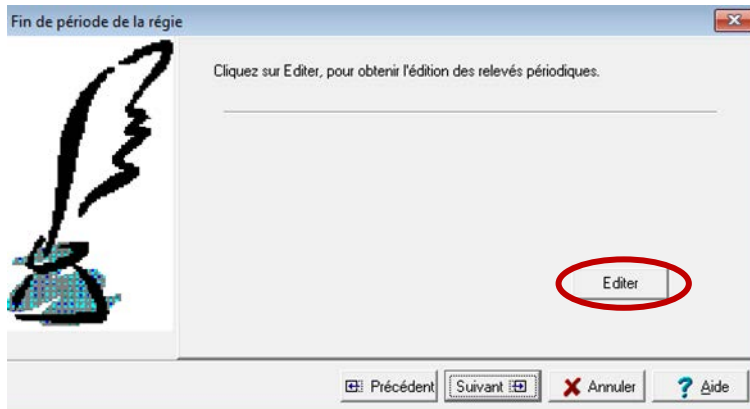 Fin de période de la régie
Cliquez sur Editer, pour obtenir l'édition des relevés périodiques.
Editer
Précédent Suivant Annuler ? Aide